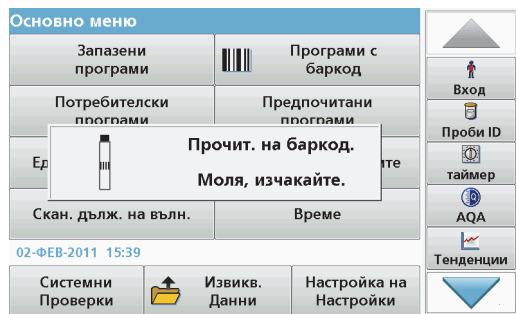 Основно меню
Запазени
програми
Програми с
баркод
Вход
Потребителски
програми
Предпочитани
програми
Проби ID
Прочит. на баркод.
Моля, изчакайте.
таймер
Скан. дълж. на вълн.
Време
AQA
02-ФЕВ-2011 15:39
Тенденции
Системни
Проверки
Извикв.
Данни
Настройка на
Настройки